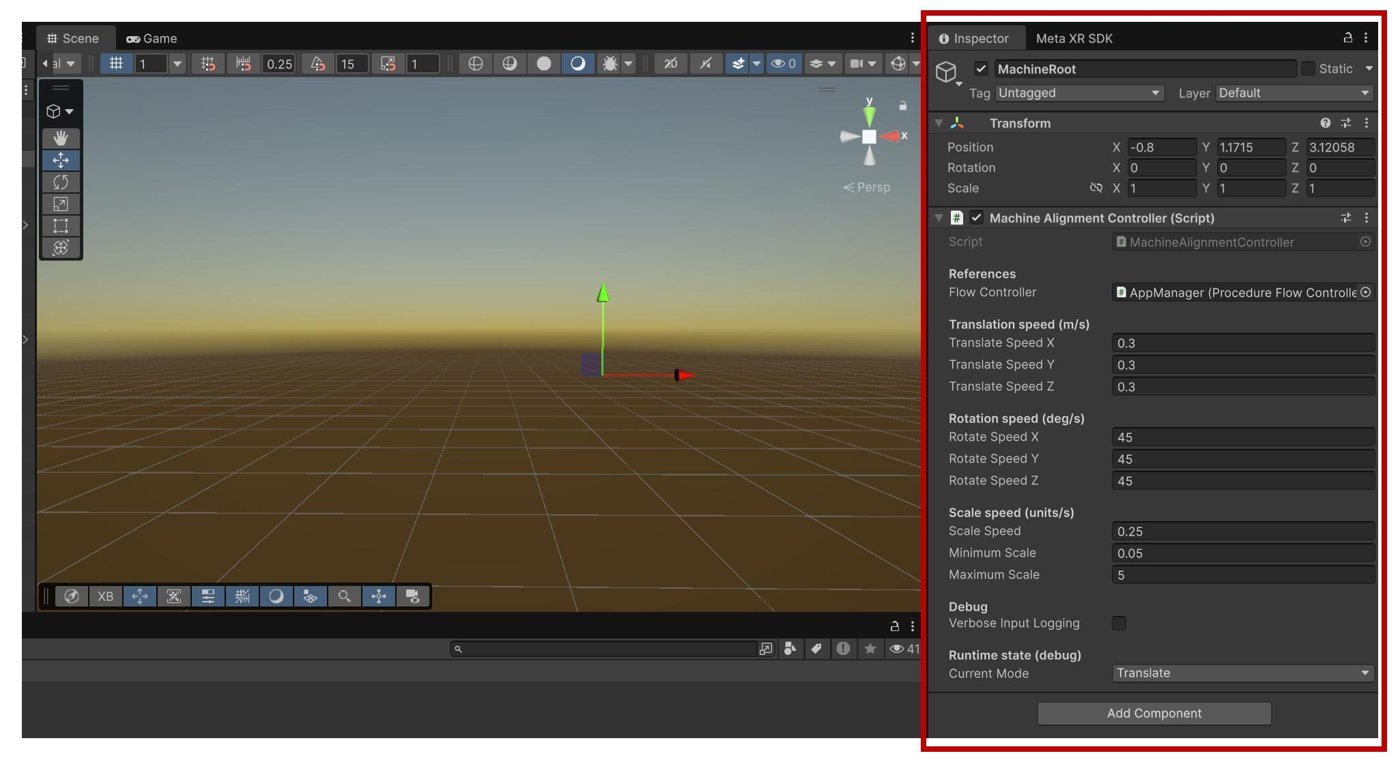 Scene Game
al 1 0.25 15 1 2D 0
y
x
Persp
XB
41
Inspector Meta XR SDK
MachineRoot Static
Tag Untagged Layer Default
Transform
Position X -0.8 Y 1.1715 Z 3.12058
Rotation X 0 Y 0 Z 0
Scale X 1 Y 1 Z 1
# Machine Alignment Controller (Script)
Script # MachineAlignmentController
References
Flow Controller # AppManager (Procedure Flow Controlle
Translation speed (m/s)
Translate Speed X 0.3
Translate Speed Y 0.3
Translate Speed Z 0.3
Rotation speed (deg/s)
Rotate Speed X 45
Rotate Speed Y 45
Rotate Speed Z 45
Scale speed (units/s)
Scale Speed 0.25
Minimum Scale 0.05
Maximum Scale 5
Debug
Verbose Input Logging
Runtime state (debug)
Current Mode Translate
Add Component